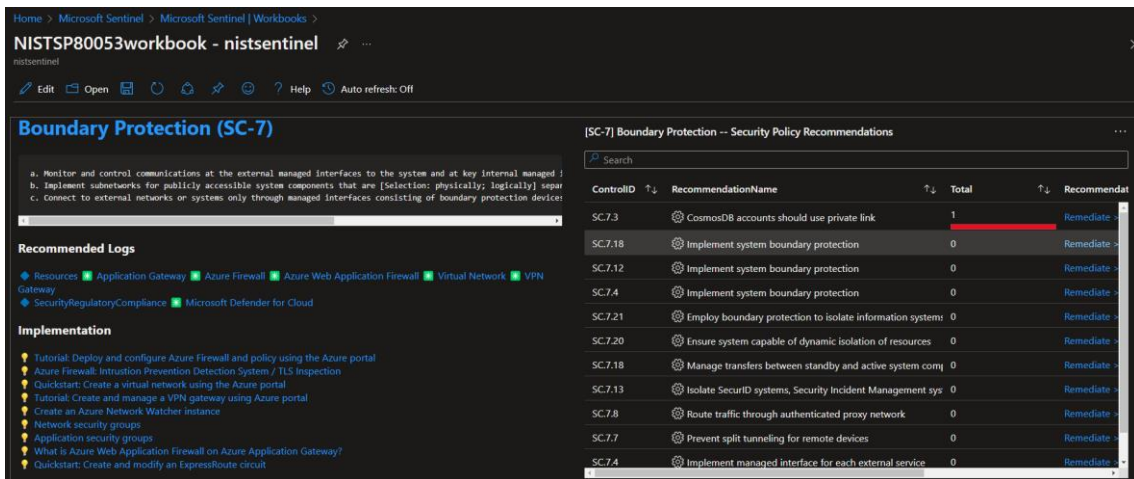 Home > Microsoft Sentinel > Microsoft Sentinel | Workbooks >
NISTSP80053workbook - nistsentinel
nistsentinel
Edit Open Help Auto refresh: Off
Boundary Protection (SC-7)
a. Monitor and control communications at the external managed interfaces to the system and at key internal managed i
b. Implement subnetworks for publicly accessible system components that are [Selection: physically; logically] separ
c. Connect to external networks or systems only through managed interfaces consisting of boundary protection devices
Recommended Logs
Resources Application Gateway Azure Firewall Azure Web Application Firewall Virtual Network VPN
Gateway
SecurityRegulatoryCompliance Microsoft Defender for Cloud
Implementation
Tutorial: Deploy and configure Azure Firewall and policy using the Azure portal
Azure Firewall: Intrustion Prevention Detection System / TLS Inspection
Quickstart: Create a virtual network using the Azure portal
Tutorial: Create and manage a VPN gateway using Azure portal
Create an Azure Network Watcher instance
Network security groups
Application security groups
What is Azure Web Application Firewall on Azure Application Gateway?
Quickstart: Create and modify an ExpressRoute circuit
[SC-7] Boundary Protection -- Security Policy Recommendations
Search
ControlID RecommendationName Total Recommendat
SC.7.3 CosmosDB accounts should use private link 1 Remediate >
SC.7.18 Implement system boundary protection 0 Remediate >
SC.7.12 Implement system boundary protection 0 Remediate >
SC.7.4 Implement system boundary protection 0 Remediate >
SC.7.21 Employ boundary protection to isolate information systems 0 Remediate >
SC.7.20 Ensure system capable of dynamic isolation of resources 0 Remediate >
SC.7.18 Manage transfers between standby and active system com 0 Remediate >
SC.7.13 Isolate SecurID systems, Security Incident Management sys 0 Remediate >
SC.7.8 Route traffic through authenticated proxy network 0 Remediate >
SC.7.7 Prevent split tunneling for remote devices 0 Remediate >
SC.7.4 Implement managed interface for each external service 0 Remediate >